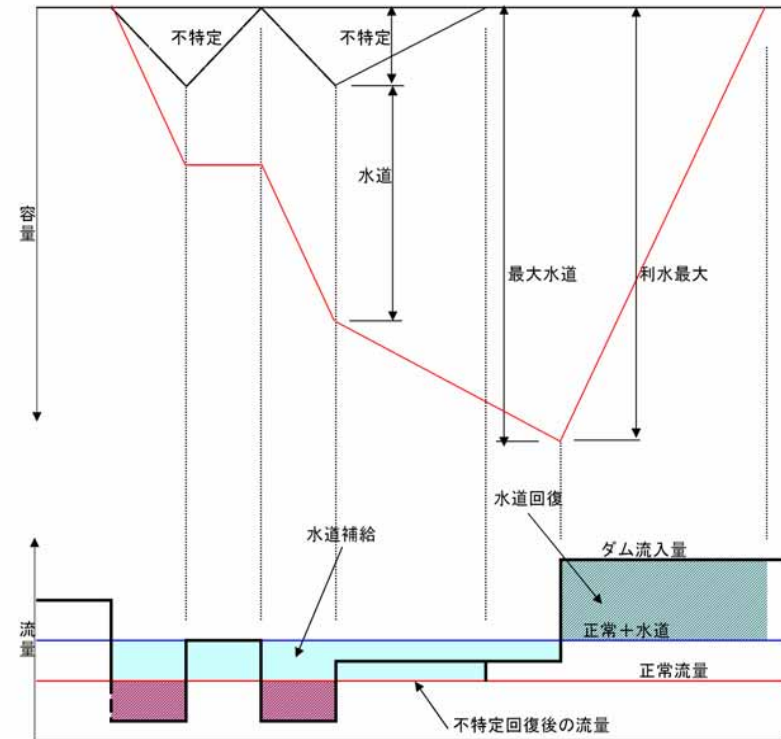 不特定
不特定
水道
容量
最大水道
利水最大
水道回復
水道補給
ダム流入量
流量
正常＋水道
正常流量
不特定回復後の流量